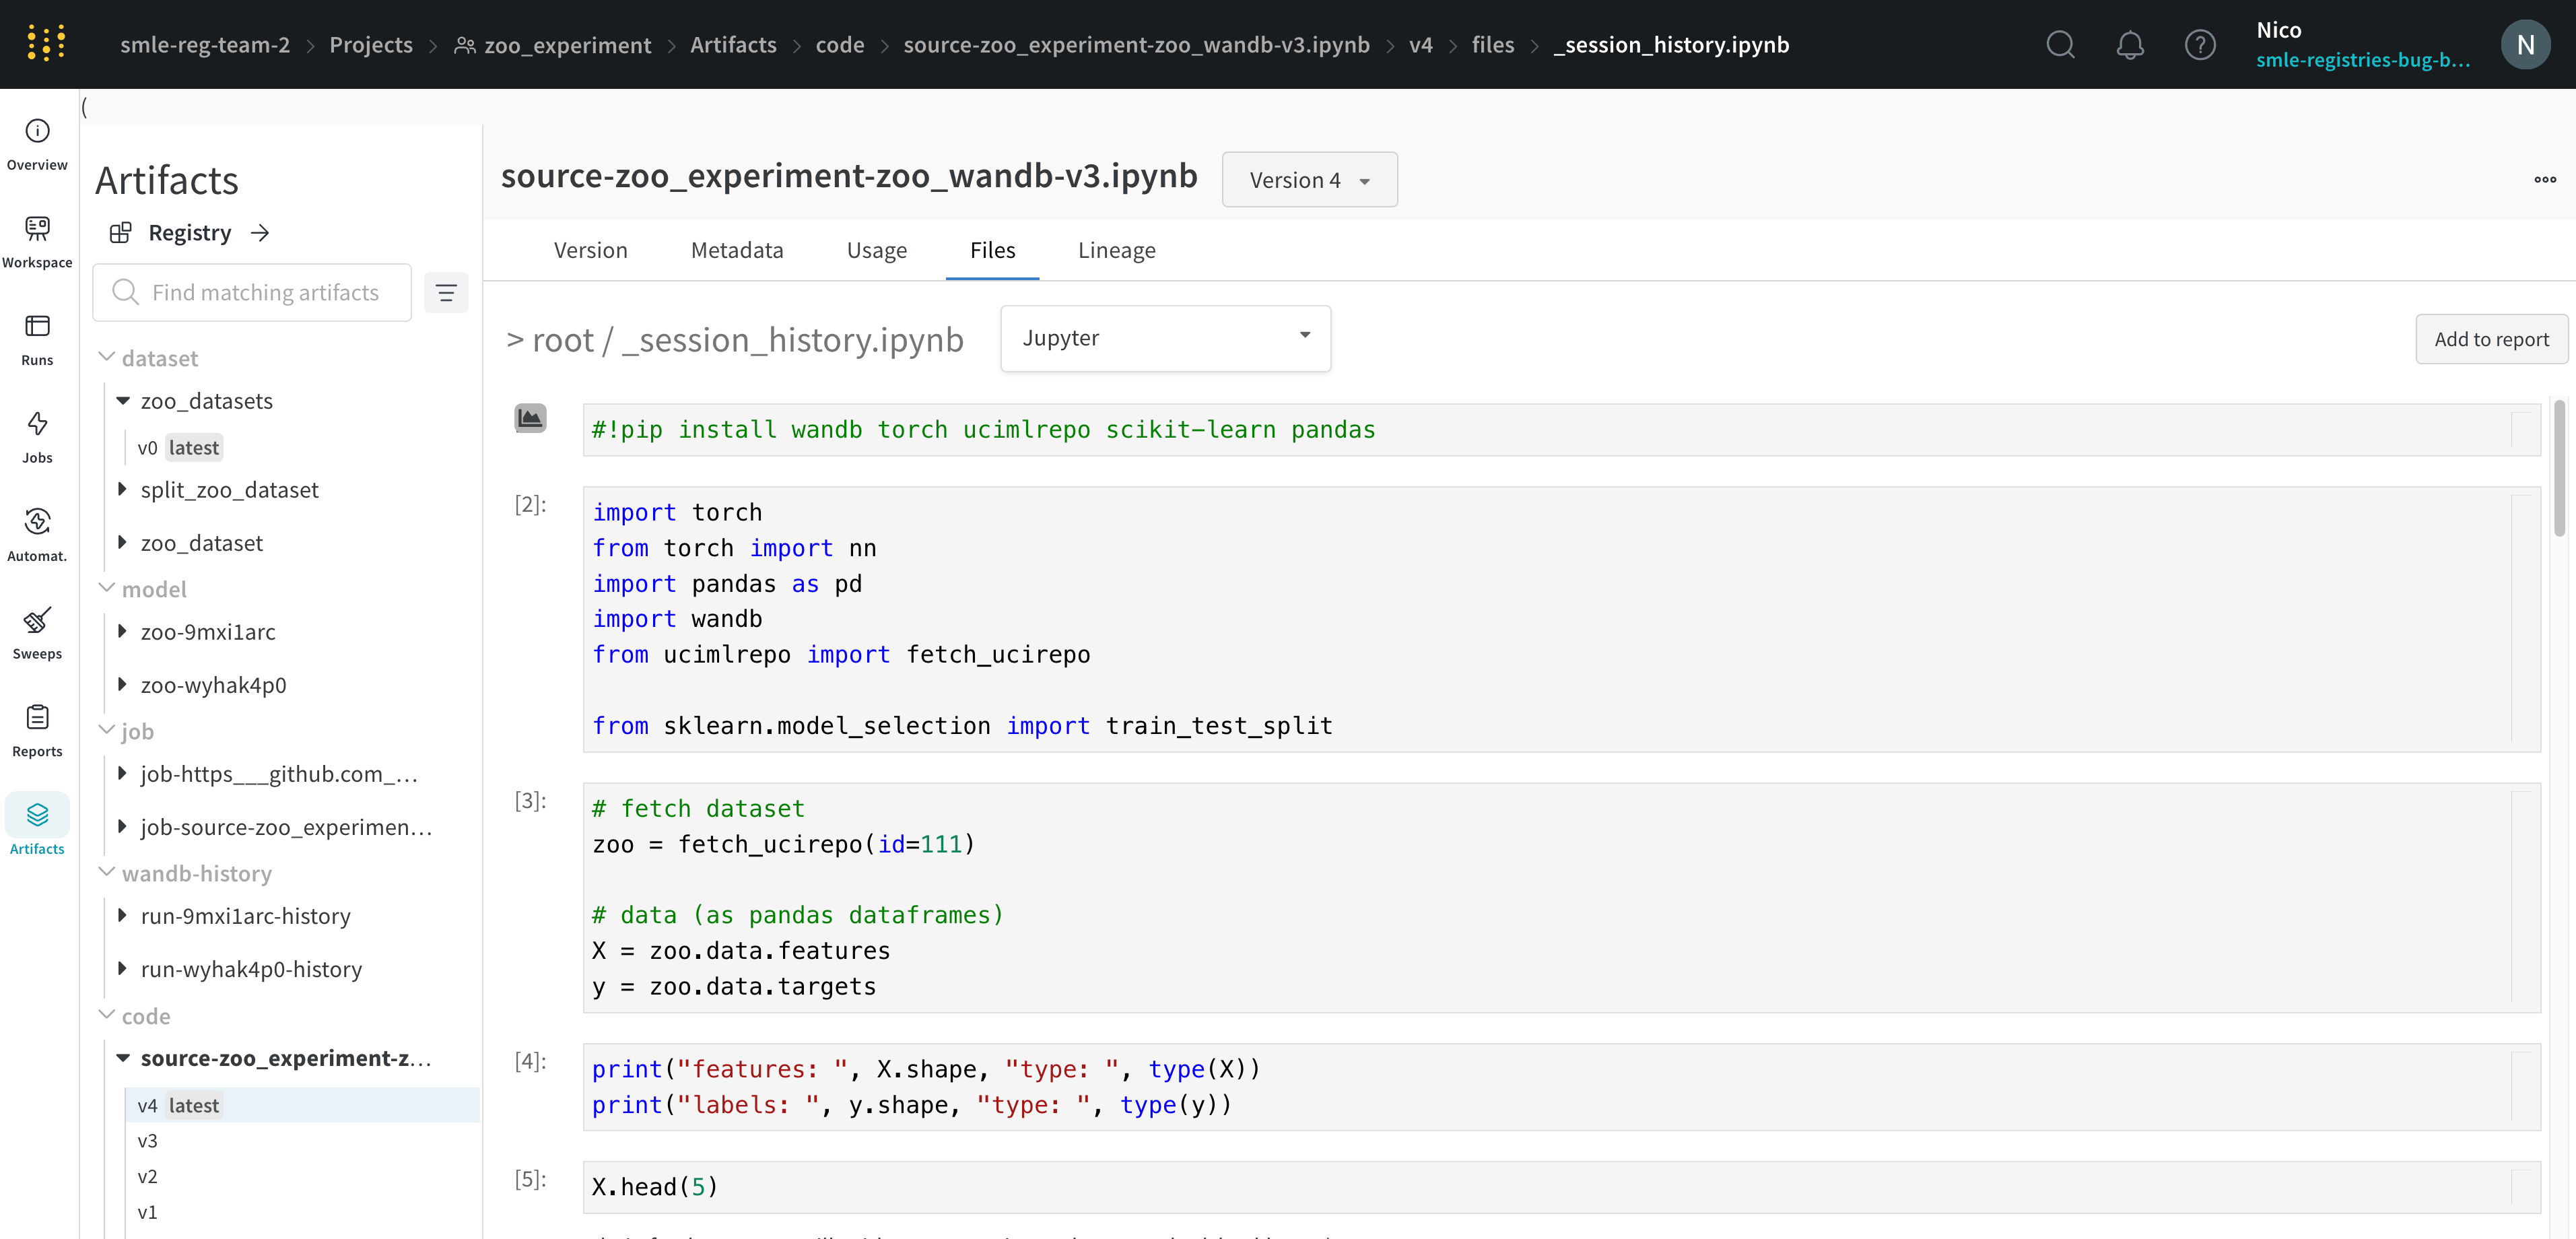 smle-reg-team-2 > Projects > zoo_experiment > Artifacts > code > source-zoo_experiment-zoo_wandb-v3.ipynb > v4 > files > _session_history.ipynb
Nico
smle-registries-bug-b...
N
(
Overview
Workspace
Runs
Jobs
Automat.
Sweeps
Reports
Artifacts
Artifacts
Registry →
Find matching artifacts
dataset
zoo_datasets
v0 latest
split_zoo_dataset
zoo_dataset
model
zoo-9mxi1arc
zoo-wyhak4p0
job
job-https___github.com_...
job-source-zoo_experimen...
wandb-history
run-9mxi1arc-history
run-wyhak4p0-history
code
source-zoo_experiment-z...
v4 latest
v3
v2
v1
source-zoo_experiment-zoo_wandb-v3.ipynb
Version 4
Version Metadata Usage Files Lineage
> root / _session_history.ipynb
Jupyter
Add to report
#!pip install wandb torch ucimlrepo scikit-learn pandas
[2]:
import torch
from torch import nn
import pandas as pd
import wandb
from ucimlrepo import fetch_ucirepo
from sklearn.model_selection import train_test_split
[3]:
# fetch dataset
zoo = fetch_ucirepo(id=111)
# data (as pandas dataframes)
X = zoo.data.features
y = zoo.data.targets
[4]:
print("features: ", X.shape, "type: ", type(X))
print("labels: ", y.shape, "type: ", type(y))
[5]:
X.head(5)